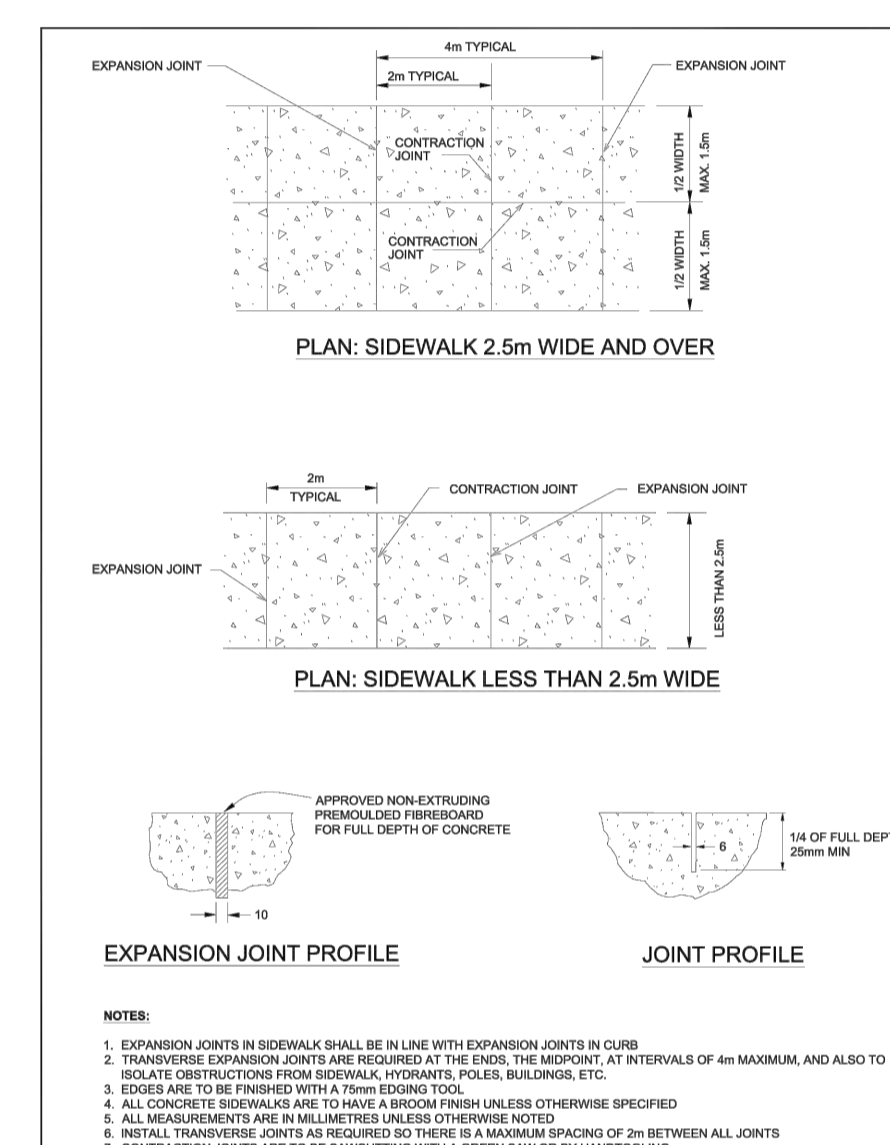 4m TYPICAL
EXPANSION JOINT
EXPANSION JOINT
2m TYPICAL
CONTRACTION
JOINT
1/2 WIDTH
MAX. 1.5m
CONTRACTION
JOINT
1/2 WIDTH
MAX. 1.5m
PLAN: SIDEWALK 2.5m WIDE AND OVER
2m
TYPICAL
CONTRACTION JOINT
EXPANSION JOINT
EXPANSION JOINT
LESS THAN 2.5m
PLAN: SIDEWALK LESS THAN 2.5m WIDE
APPROVED NON-EXTRUDING
PREMOULDED FIBREBOARD
FOR FULL DEPTH OF CONCRETE
10
EXPANSION JOINT PROFILE
6
1/4 OF FULL
25mm MIN
JOINT PROFILE
NOTES:
1. EXPANSION JOINTS IN SIDEWALK SHALL BE IN LINE WITH EXPANSION JOINTS IN CURB
2. TRANSVERSE EXPANSION JOINTS ARE REQUIRED AT THE ENDS, THE MIDPOINT, AT INTERVALS OF 4m MAXIMUM, AND ALSO TO
ISOLATE OBSTRUCTIONS FROM SIDEWALK, HYDRANTS, POLES, BUILDINGS, ETC.
3. EDGES ARE TO BE FINISHED WITH A 75mm EDGING TOOL
4. ALL CONCRETE SIDEWALKS ARE TO HAVE A BROOM FINISH UNLESS OTHERWISE SPECIFIED
5. ALL MEASUREMENTS ARE IN MILLIMETRES UNLESS OTHERWISE NOTED
6. INSTALL TRANSVERSE JOINTS AS REQUIRED SO THERE IS A MAXIMUM SPACING OF 2m BETWEEN ALL JOINTS